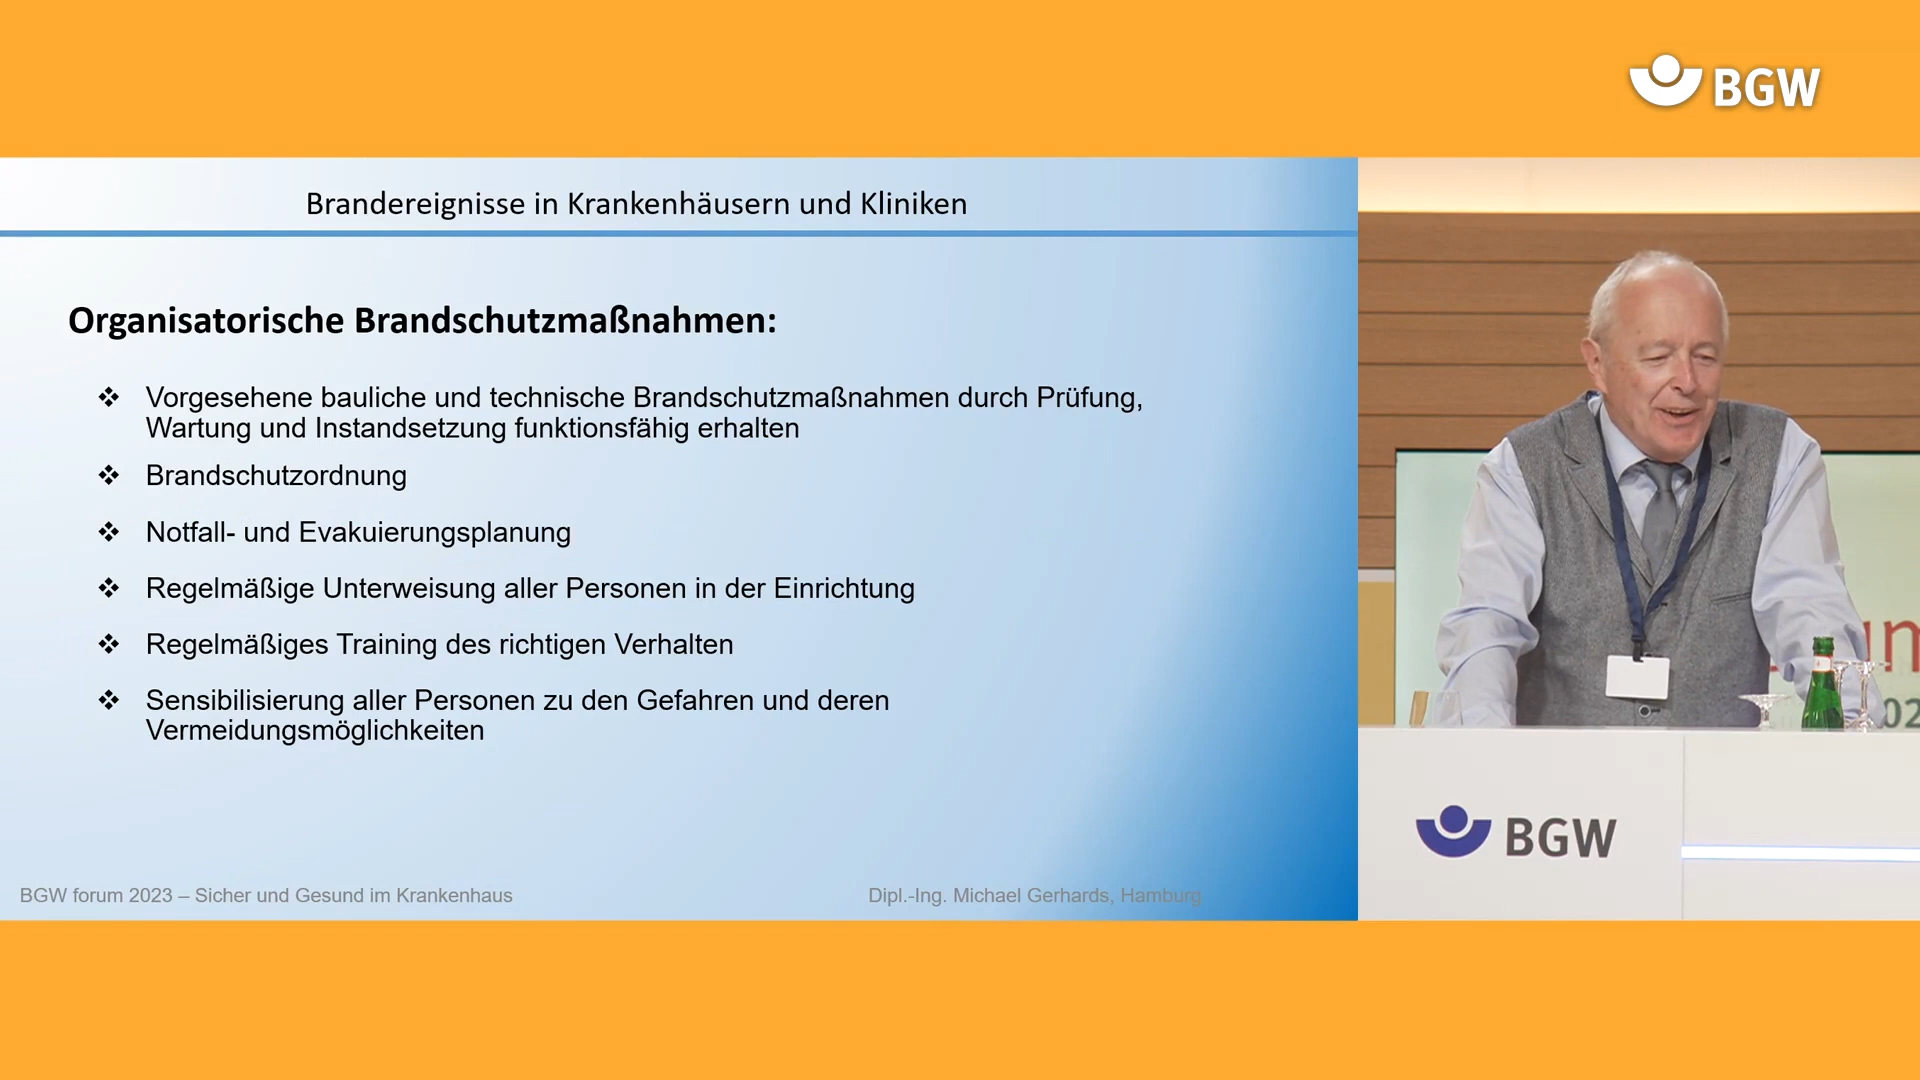 BGW
Brandereignisse in Krankenhäusern und Kliniken
Organisatorische Brandschutzmaßnahmen:
❖ Vorgesehene bauliche und technische Brandschutzmaßnahmen durch Prüfung,
Wartung und Instandsetzung funktionsfähig erhalten
❖ Brandschutzordnung
❖ Notfall- und Evakuierungsplanung
❖ Regelmäßige Unterweisung aller Personen in der Einrichtung
❖ Regelmäßiges Training des richtigen Verhalten
❖ Sensibilisierung aller Personen zu den Gefahren und deren
Vermeidungsmöglichkeiten
BGW forum 2023 – Sicher und Gesund im Krankenhaus
Dipl.-Ing. Michael Gerhards, Hamburg
BGW